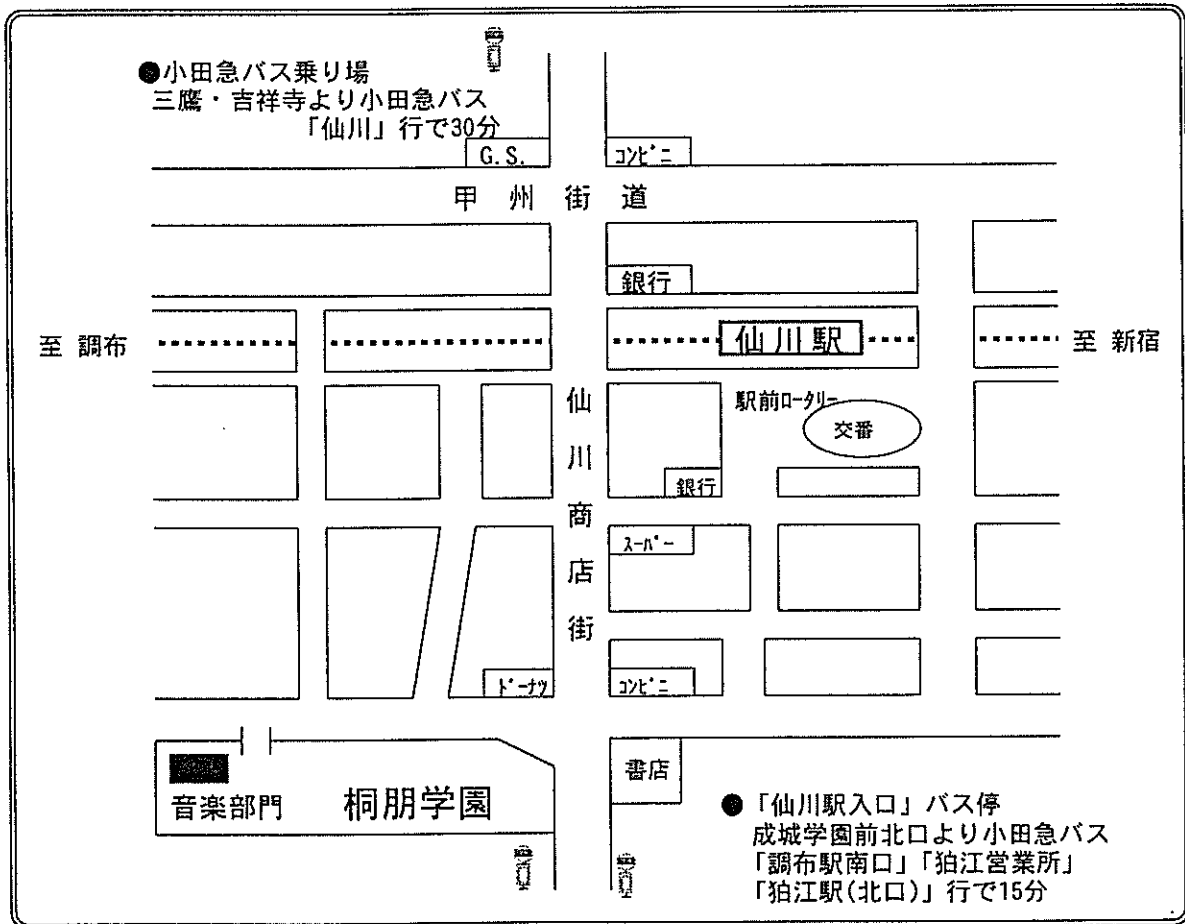 ●小田急バス乗り場
三鷹・吉祥寺より小田急バス
「仙川」行で30分
G.S.
コンビニ
甲州街道
銀行
至 調布
仙川駅
至 新宿
仙川商店街
駅前ロータリー
交番
銀行
スーパー
ドーナツ
コンビニ
書店
音楽部門
桐朋学園
●「仙川駅入口」バス停
成城学園前北口より小田急バス
「調布駅南口」「狛江営業所」
「狛江駅(北口)」行で15分